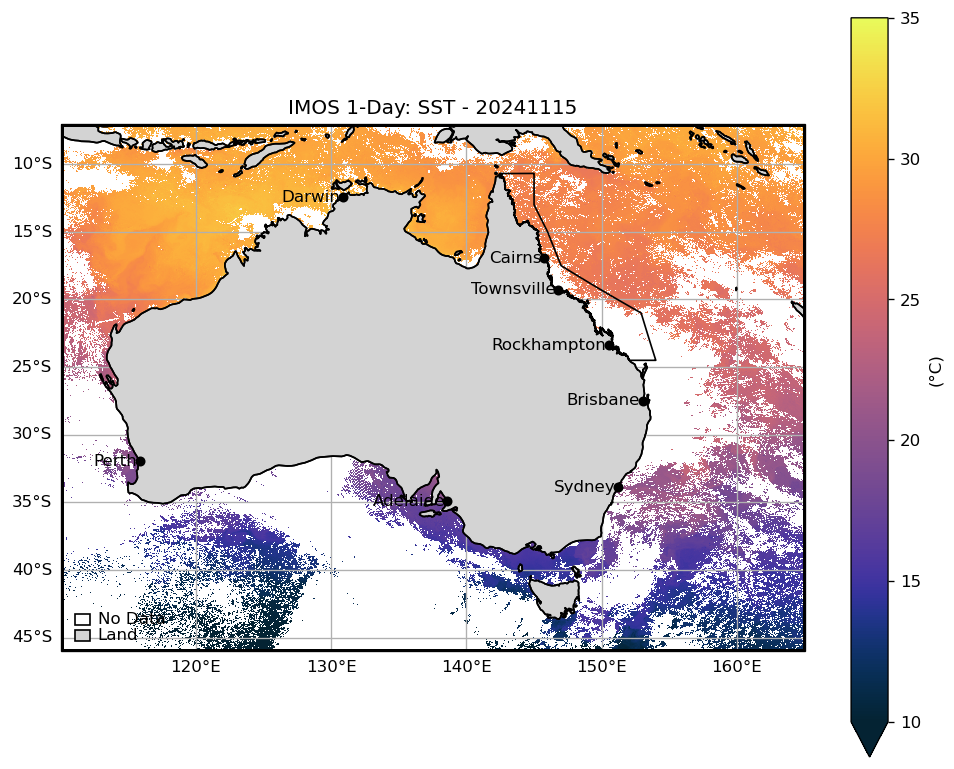 IMOS 1-Day: SST - 20241115
35
30
25
20
15
10
(°C)
10°S
15°S
20°S
25°S
30°S
35°S
40°S
45°S
120°E
130°E
140°E
150°E
160°E
Darwin
Cairns
Townsville
Rockhampton
Brisbane
Perth
Sydney
Adelaide
No Data
Land